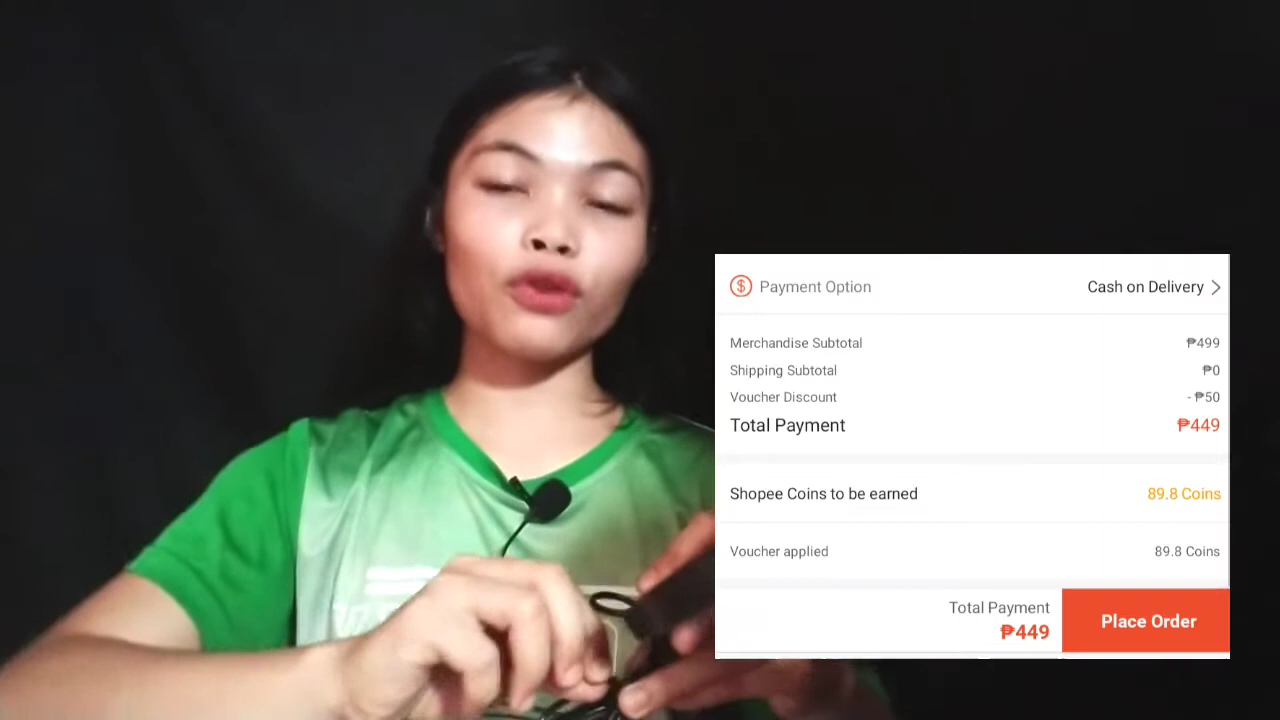 Payment Option Cash on Delivery
Merchandise Subtotal ₱499
Shipping Subtotal ₱0
Voucher Discount - ₱50
Total Payment ₱449
Shopee Coins to be earned 89.8 Coins
Voucher applied 89.8 Coins
Total Payment
₱449
Place Order